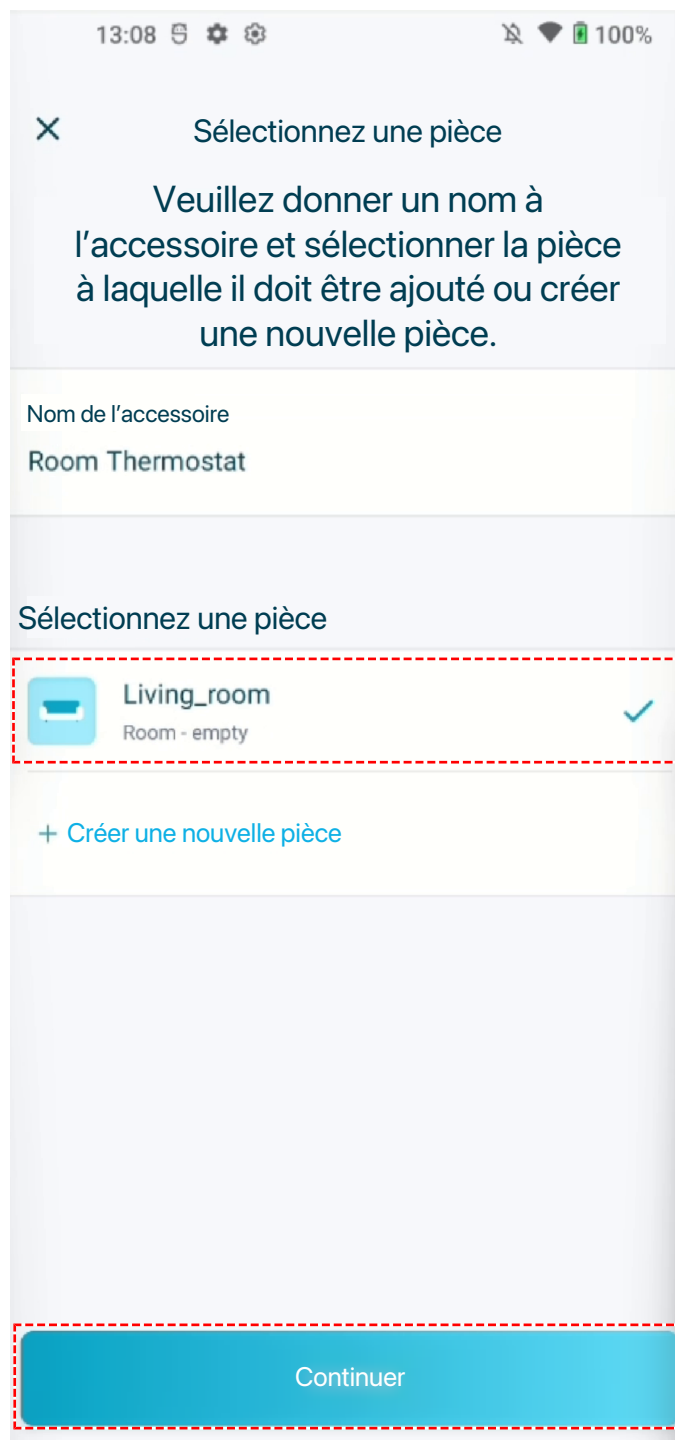 13:08 100%
Sélectionnez une pièce
Veuillez donner un nom à
l'accessoire et sélectionner la pièce
à laquelle il doit être ajouté ou créer
une nouvelle pièce.
Nom de l'accessoire
Room Thermostat
Sélectionnez une pièce
Living_room
Room - empty
+ Créer une nouvelle pièce
Continuer